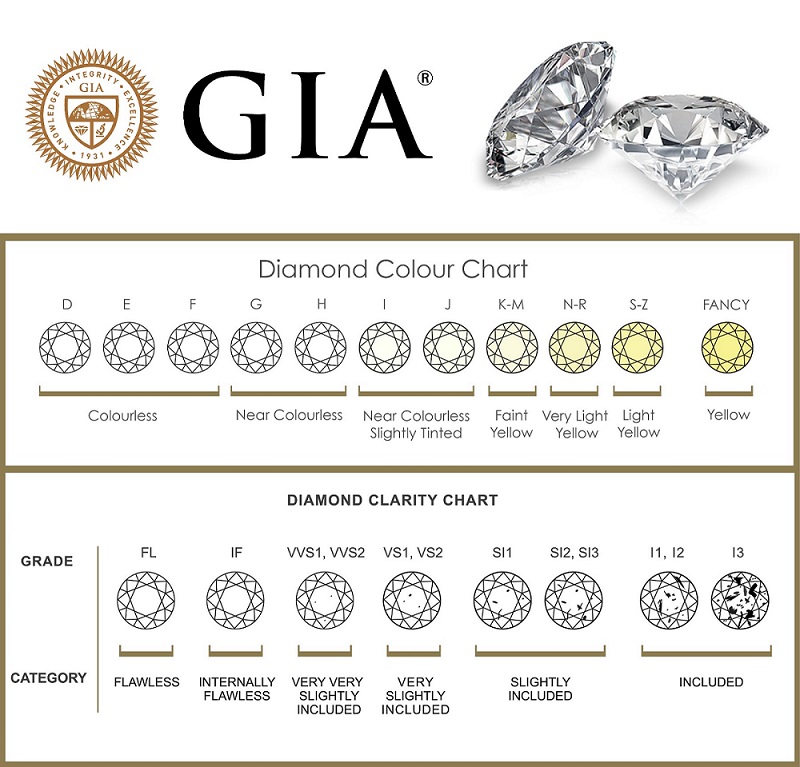 KNOWLEDGE • INTEGRITY • EXCELLENCE
GIA
• 1931 •
GIA®
Diamond Colour Chart
D E F G H I J K-M N-R S-Z FANCY
Colourless Near Colourless Near Colourless Faint Very Light Light Yellow
Slightly Tinted Yellow Yellow Yellow
DIAMOND CLARITY CHART
GRADE FL IF VVS1, VVS2 VS1, VS2 SI1 SI2, SI3 I1, I2 I3
CATEGORY FLAWLESS INTERNALLY VERY VERY VERY SLIGHTLY INCLUDED
FLAWLESS SLIGHTLY SLIGHTLY INCLUDED
INCLUDED INCLUDED